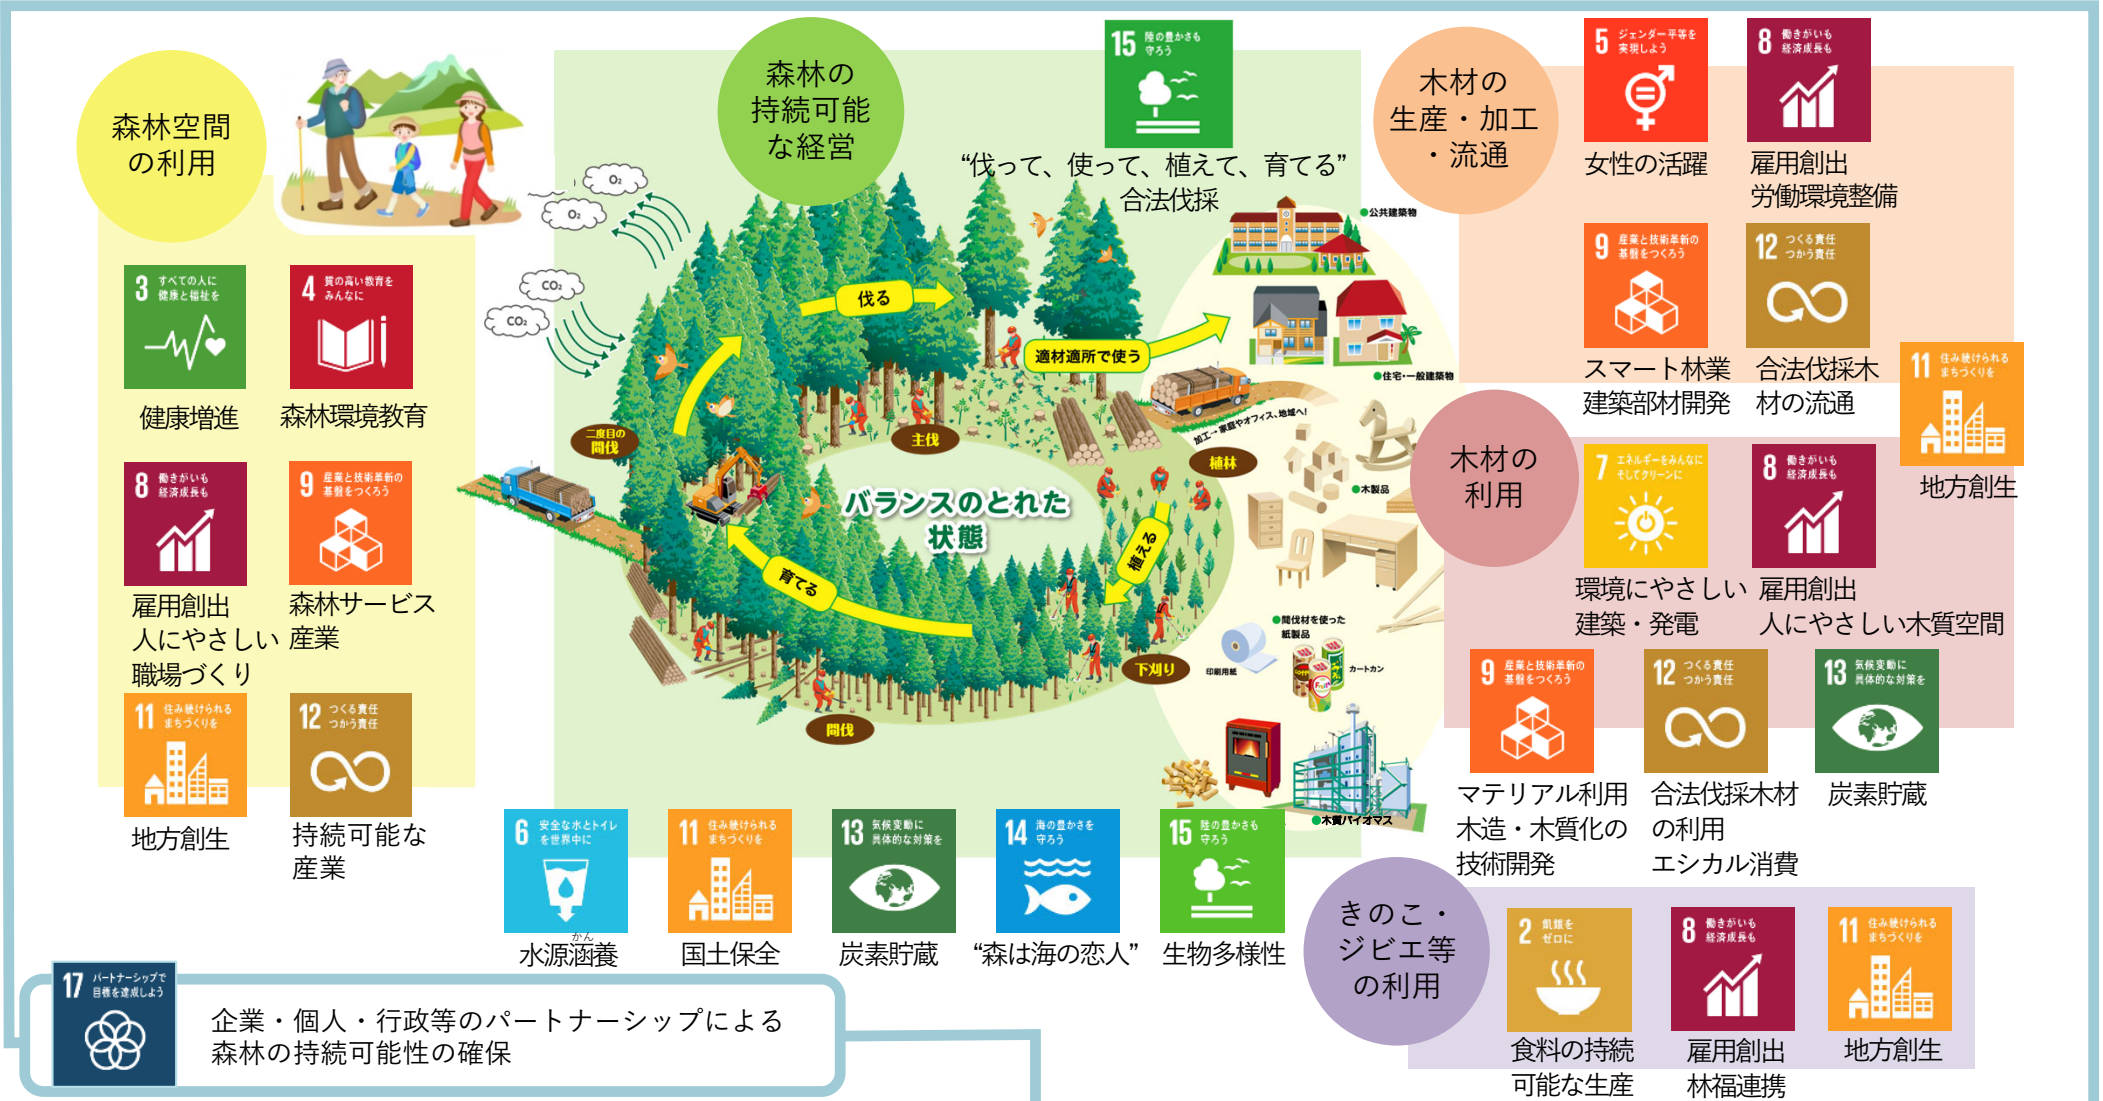 森林空間
の利用
3 すべての人に
健康と福祉を
健康増進
4 質の高い教育を
みんなに
森林環境教育
8 働きがいも
経済成長も
雇用創出
人にやさしい
職場づくり
9 産業と技術革新の
基盤をつくろう
森林サービス
産業
11 住み続けられる
まちづくりを
地方創生
12 つくる責任
つかう責任
持続可能な
産業
森林の
持続可能
な経営
15 陸の豊かさも
守ろう
“伐って、使って、植えて、育てる”
合法伐採
O₂
O₂
CO₂
CO₂
伐る
適材適所で使う
二度目の
間伐
主伐
植林
バランスのとれた
状態
植える
育てる
下刈り
間伐
●公共建築物
●住宅・一般建築物
加工→家庭やオフィス、地域へ!
●木製品
●間伐材を使った
紙製品
印刷用紙
カートカン
●木質バイオマス
6 安全な水とトイレ
を世界中に
かん
水源涵養
11 住み続けられる
まちづくりを
国土保全
13 気候変動に
具体的な対策を
炭素貯蔵
14 海の豊かさを
守ろう
“森は海の恋人”
15 陸の豊かさも
守ろう
生物多様性
木材の
生産・加工
・流通
5 ジェンダー平等を
実現しよう
女性の活躍
8 働きがいも
経済成長も
雇用創出
労働環境整備
9 産業と技術革新の
基盤をつくろう
スマート林業
建築部材開発
12 つくる責任
つかう責任
合法伐採木
材の流通
11 住み続けられる
まちづくりを
地方創生
木材の
利用
7 エネルギーをみんなに
そしてクリーンに
環境にやさしい
建築・発電
8 働きがいも
経済成長も
雇用創出
人にやさしい木質空間
9 産業と技術革新の
基盤をつくろう
マテリアル利用
木造・木質化の
技術開発
12 つくる責任
つかう責任
合法伐採木材
の利用
エシカル消費
13 気候変動に
具体的な対策を
炭素貯蔵
きのこ・
ジビエ等
の利用
2 飢餓を
ゼロに
食料の持続
可能な生産
8 働きがいも
経済成長も
雇用創出
林福連携
11 住み続けられる
まちづくりを
地方創生
17 パートナーシップで
目標を達成しよう
企業・個人・行政等のパートナーシップによる
森林の持続可能性の確保